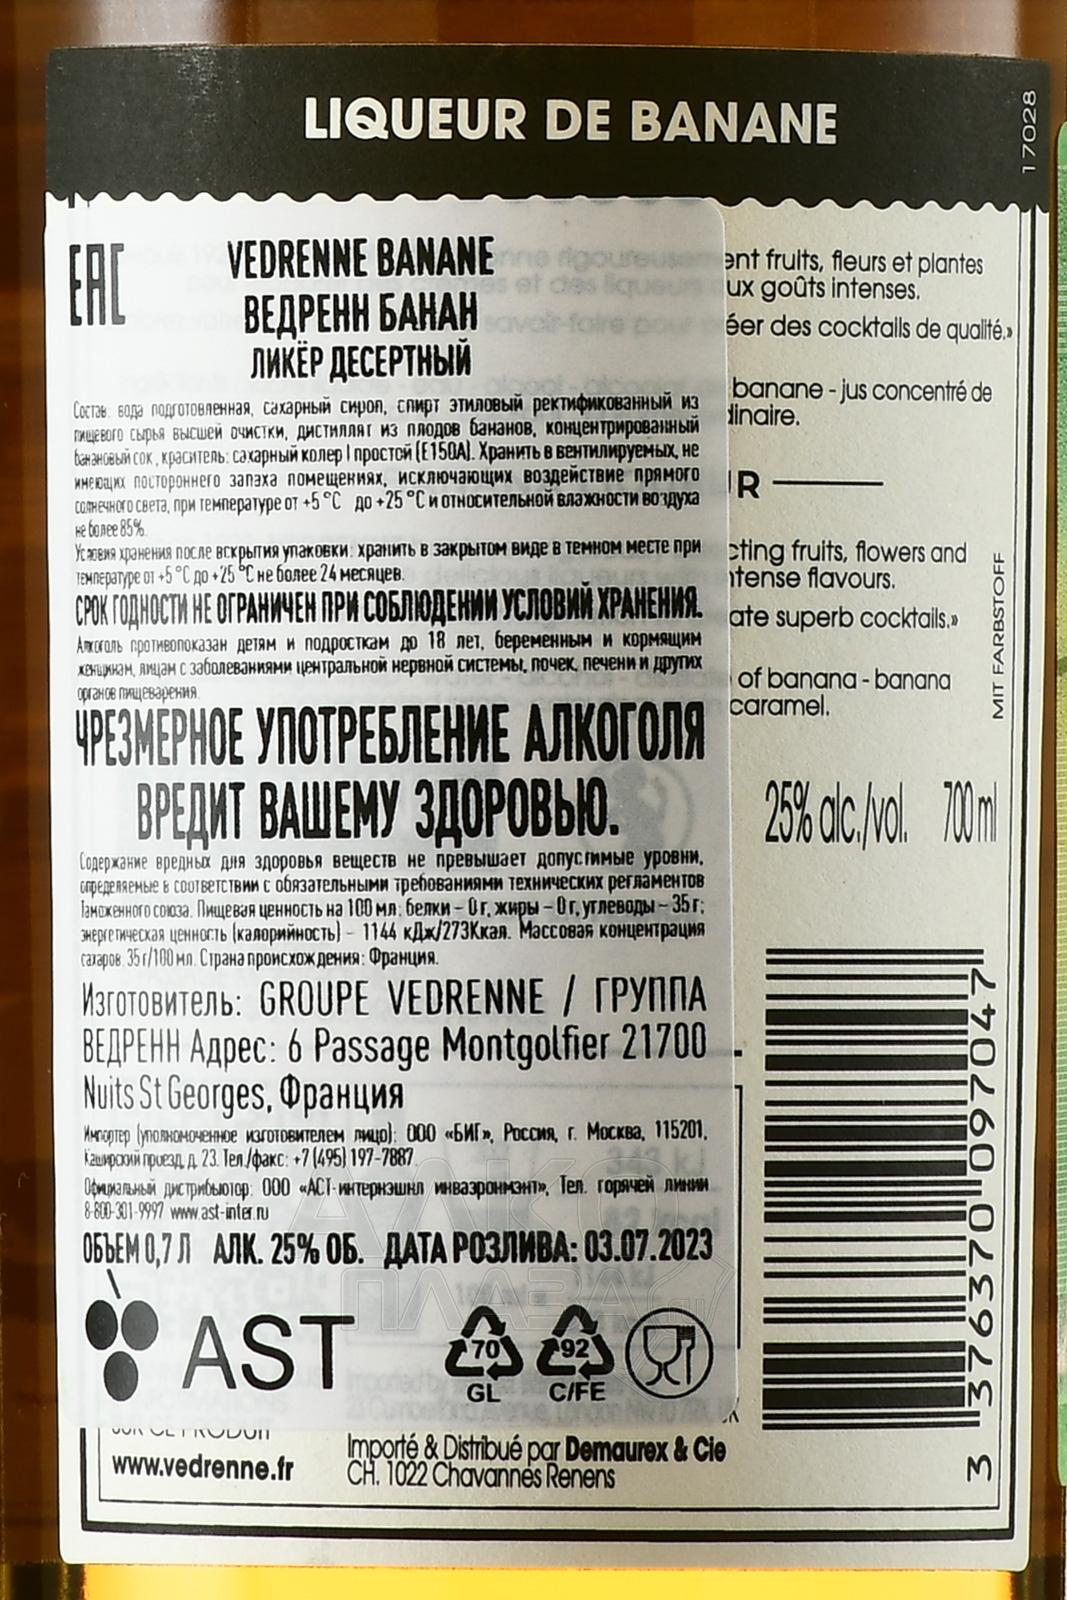 LIQUEUR DE BANANE
17028
EAC
VEDRENNE BANANE
ВЕДРЕНН БАНАН
ЛИКЁР ДЕСЕРТНЫЙ
Состав: вода подготовленная, сахарный сироп, спирт этиловый ректификованный из
пищевого сырья высшей очистки, дистиллят из плодов бананов, концентрированный
банановый сок, краситель: сахарный колер I простой (Е150А). Хранить в вентилируемых, не
имеющих постороннего запаха помещениях, исключающих воздействие прямого
солнечного света, при температуре от +5 °С до +25 °С и относительной влажности воздуха
не более 85%.
Условия хранения после вскрытия упаковки: хранить в закрытом виде в темном месте при
температуре от +5 °С до +25 °С не более 24 месяцев.
СРОК ГОДНОСТИ НЕ ОГРАНИЧЕН ПРИ СОБЛЮДЕНИИ УСЛОВИЙ ХРАНЕНИЯ.
Алкоголь противопоказан детям и подросткам до 18 лет, беременным и кормящим
женщинам, лицам с заболеваниями центральной нервной системы, почек, печени и других
органов пищеварения.
ЧРЕЗМЕРНОЕ УПОТРЕБЛЕНИЕ АЛКОГОЛЯ
ВРЕДИТ ВАШЕМУ ЗДОРОВЬЮ.
Содержание вредных для здоровья веществ не превышает допустимые уровни,
определяемые в соответствии с обязательными требованиями технических регламентов
Таможенного союза. Пищевая ценность на 100 мл: белки – 0 г, жиры – 0 г, углеводы – 35 г;
энергетическая ценность (калорийность) – 1144 кДж/273Ккал. Массовая концентрация
сахаров: 35 г/100 мл. Страна происхождения: Франция.
Изготовитель: GROUPE VEDRENNE / ГРУППА
ВЕДРЕНН Адрес: 6 Passage Montgolfier 21700
Nuits St Georges, Франция
Импортер (уполномоченное изготовителем лицо): ООО «БИГ», Россия, г. Москва, 115201,
Каширский проезд, д. 23. Тел./факс: +7 (495) 197-7887.
Официальный дистрибьютор: ООО «АСТ-интернэшнл инваэронмэнт», Тел. горячей линии
8-800-301-9997 www.ast-inter.ru
ОБЪЕМ 0,7 Л АЛК. 25% ОБ. ДАТА РОЗЛИВА: 03.07.2023
AST
70
GL
92
C/FE
ent fruits, fleurs et plantes
ux goûts intenses.
éer des cocktails de qualité.»
banane - jus concentré de
dinaire.
R
cting fruits, flowers and
ntense flavours.
ate superb cocktails.»
of banana - banana
caramel.
MIT FARBSTOFF
25% alc./vol. 700 ml
3 376370 097047
АЛКО
ПЛАЗА.ru
www.vedrenne.fr
Importé & Distribué par Demaurex & Cie
CH. 1022 Chavannes Renens